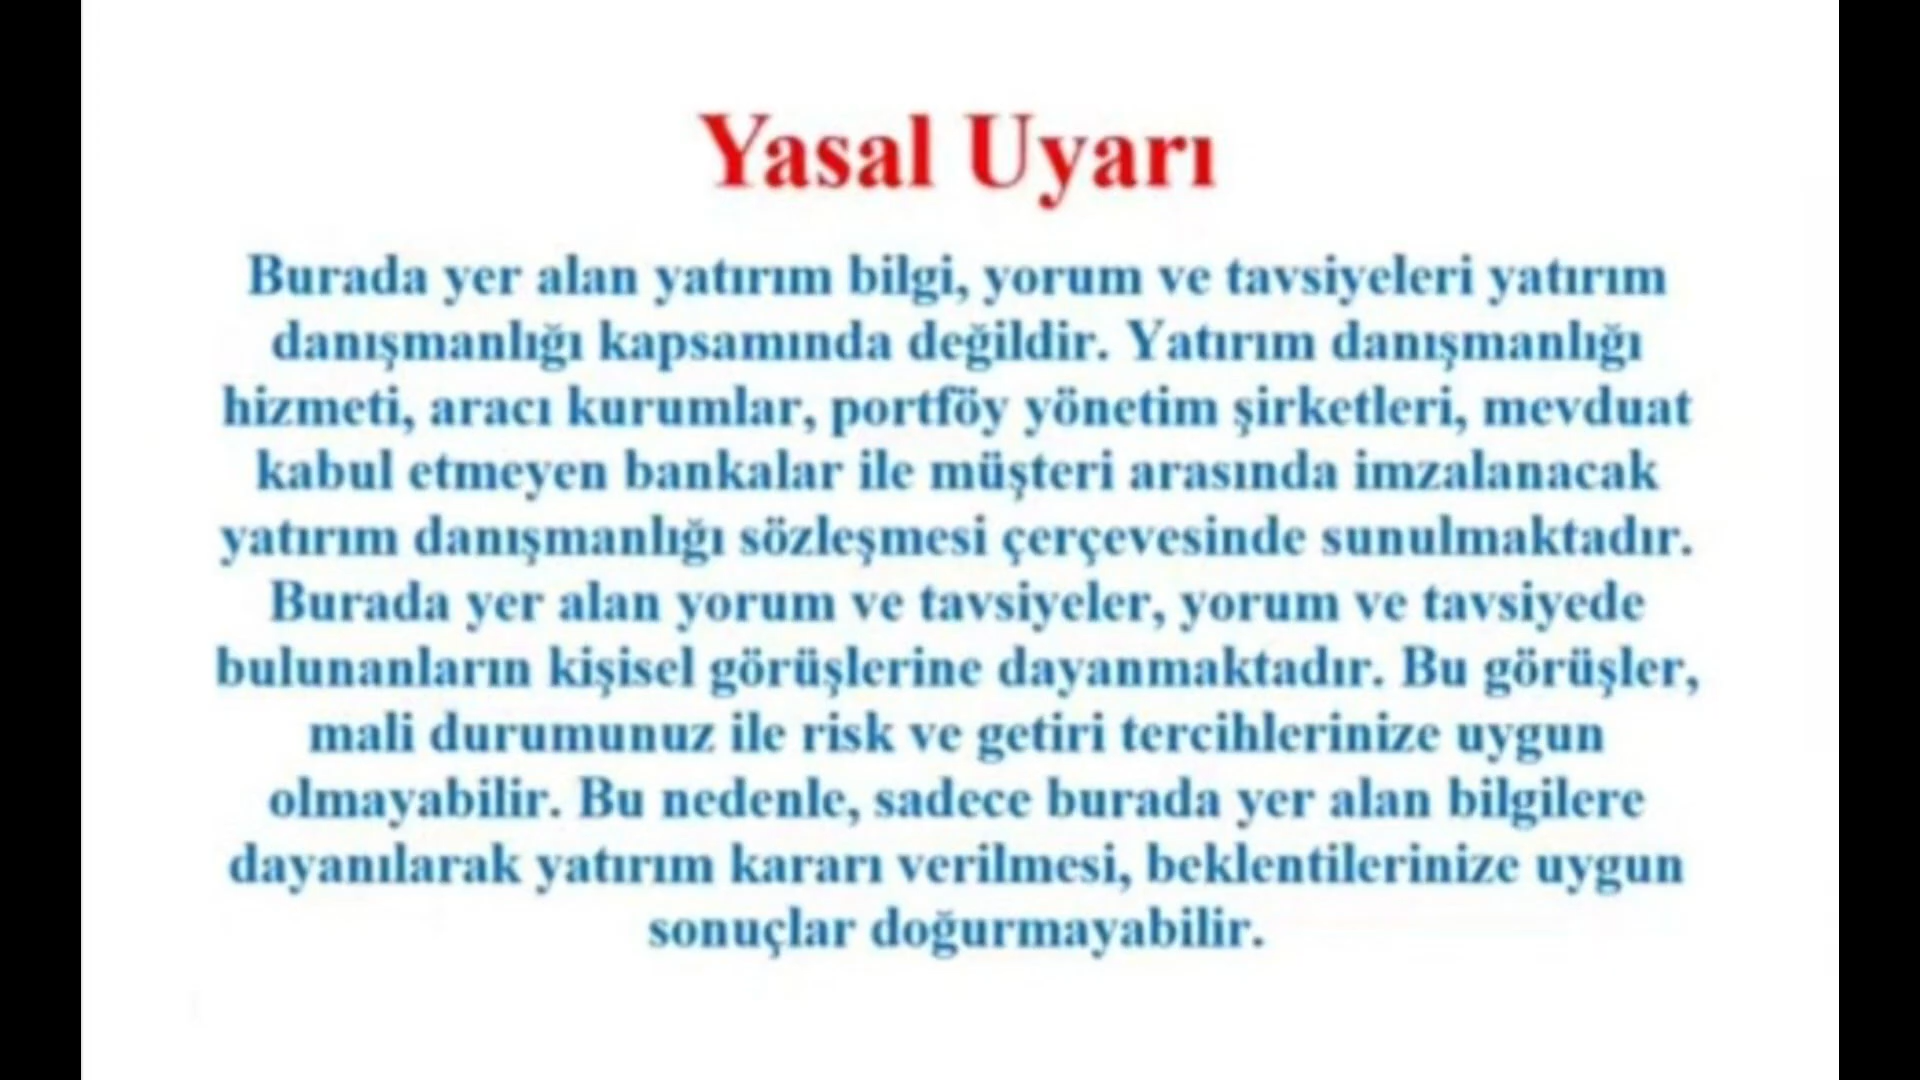 Yasal Uyarı
Burada yer alan yatırım bilgi, yorum ve tavsiyeleri yatırım
danışmanlığı kapsamında değildir. Yatırım danışmanlığı
hizmeti, aracı kurumlar, portföy yönetim şirketleri, mevduat
kabul etmeyen bankalar ile müşteri arasında imzalanacak
yatırım danışmanlığı sözleşmesi çerçevesinde sunulmaktadır.
Burada yer alan yorum ve tavsiyeler, yorum ve tavsiyede
bulunanların kişisel görüşlerine dayanmaktadır. Bu görüşler,
mali durumunuz ile risk ve getiri tercihlerinize uygun
olmayabilir. Bu nedenle, sadece burada yer alan bilgilere
dayanılarak yatırım kararı verilmesi, beklentilerinize uygun
sonuçlar doğurmayabilir.